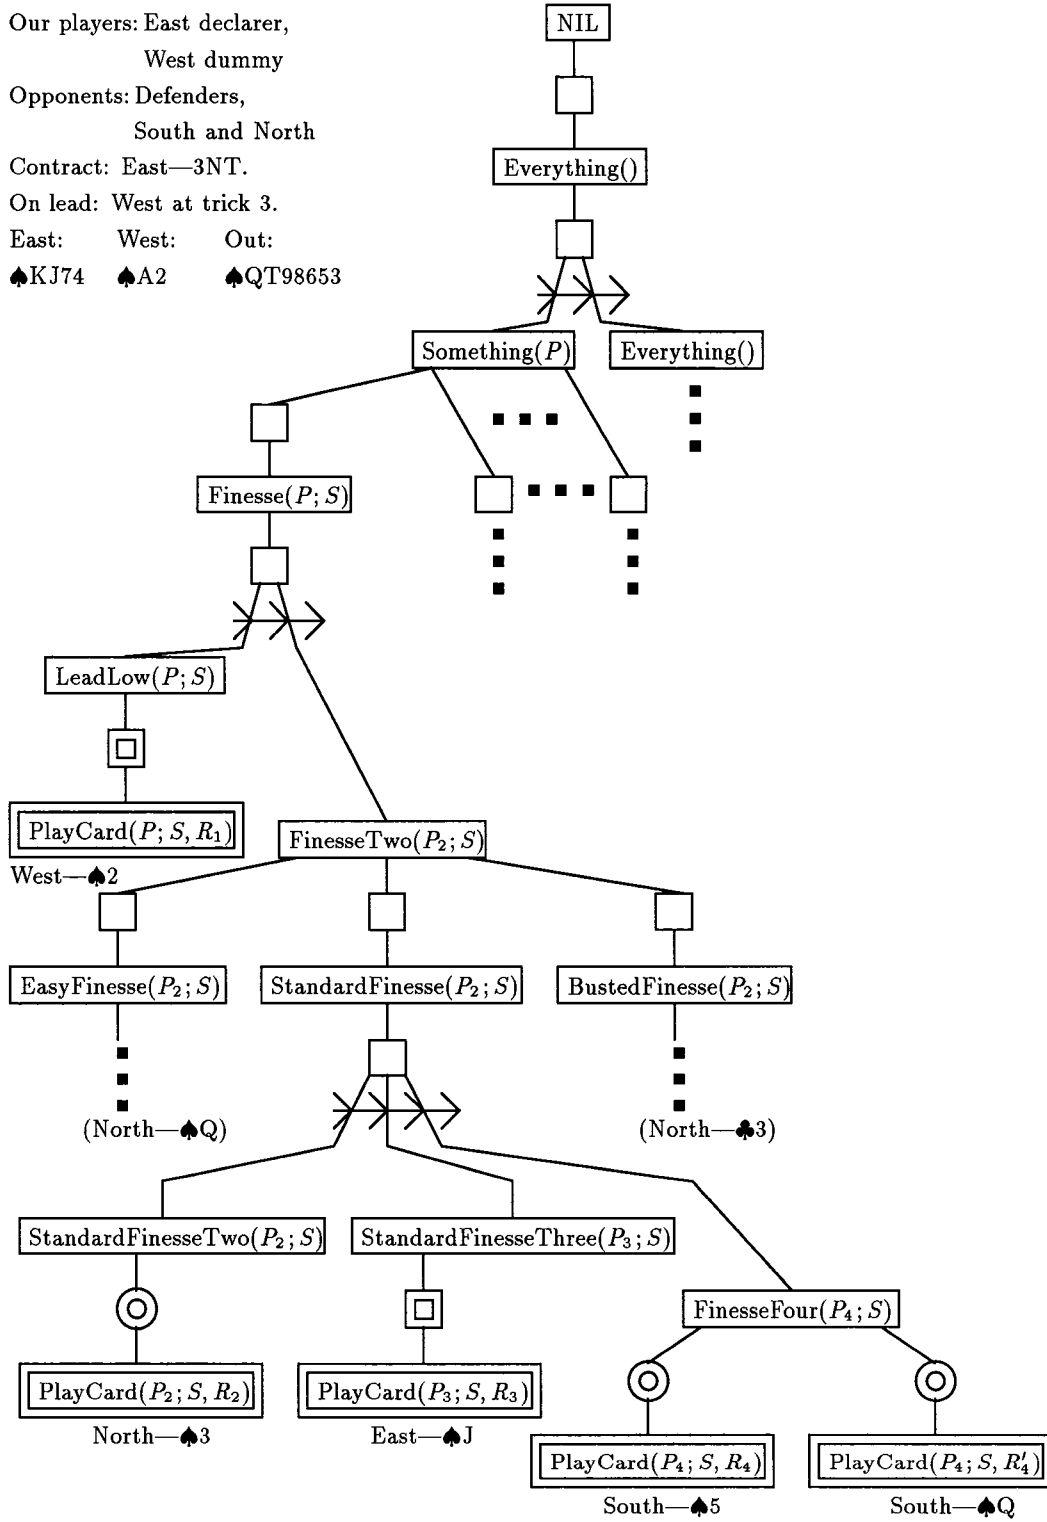 Our players: East declarer,
West dummy
Opponents: Defenders,
South and North
Contract: East—3NT.
On lead: West at trick 3.
East: West: Out:
♠KJ74 ♠A2 ♠QT98653
NIL
Everything()
Something(P) Everything()
Finesse(P; S)
LeadLow(P; S)
PlayCard(P; S, R₁)
West—♠2
FinesseTwo(P₂; S)
EasyFinesse(P₂; S) StandardFinesse(P₂; S) BustedFinesse(P₂; S)
(North—♠Q) (North—♣3)
StandardFinesseTwo(P₂; S) StandardFinesseThree(P₃; S)
FinesseFour(P₄; S)
PlayCard(P₂; S, R₂) PlayCard(P₃; S, R₃)
North—♠3 East—♠J
PlayCard(P₄; S, R₄) PlayCard(P₄; S, R′₄)
South—♠5 South—♠Q